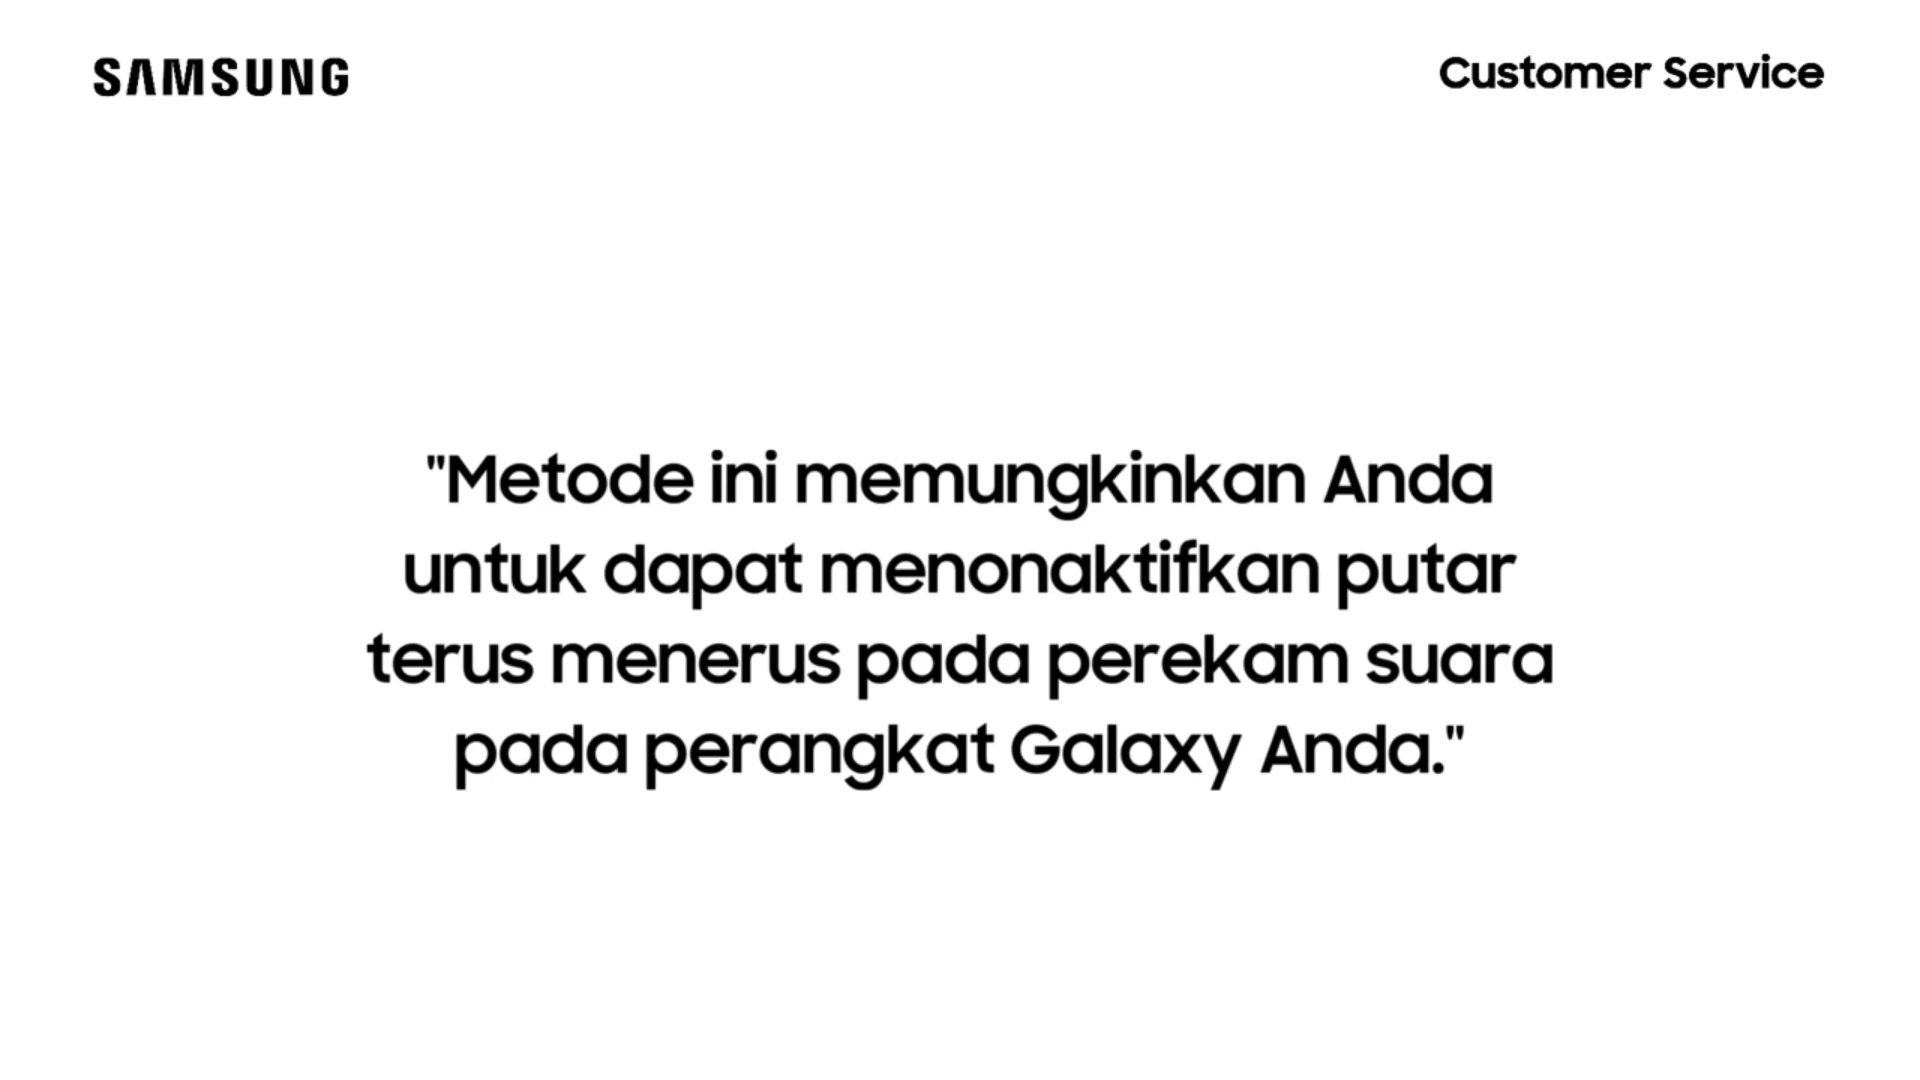 SAMSUNG
Customer Service
"Metode ini memungkinkan Anda
untuk dapat menonaktifkan putar
terus menerus pada perekam suara
pada perangkat Galaxy Anda."